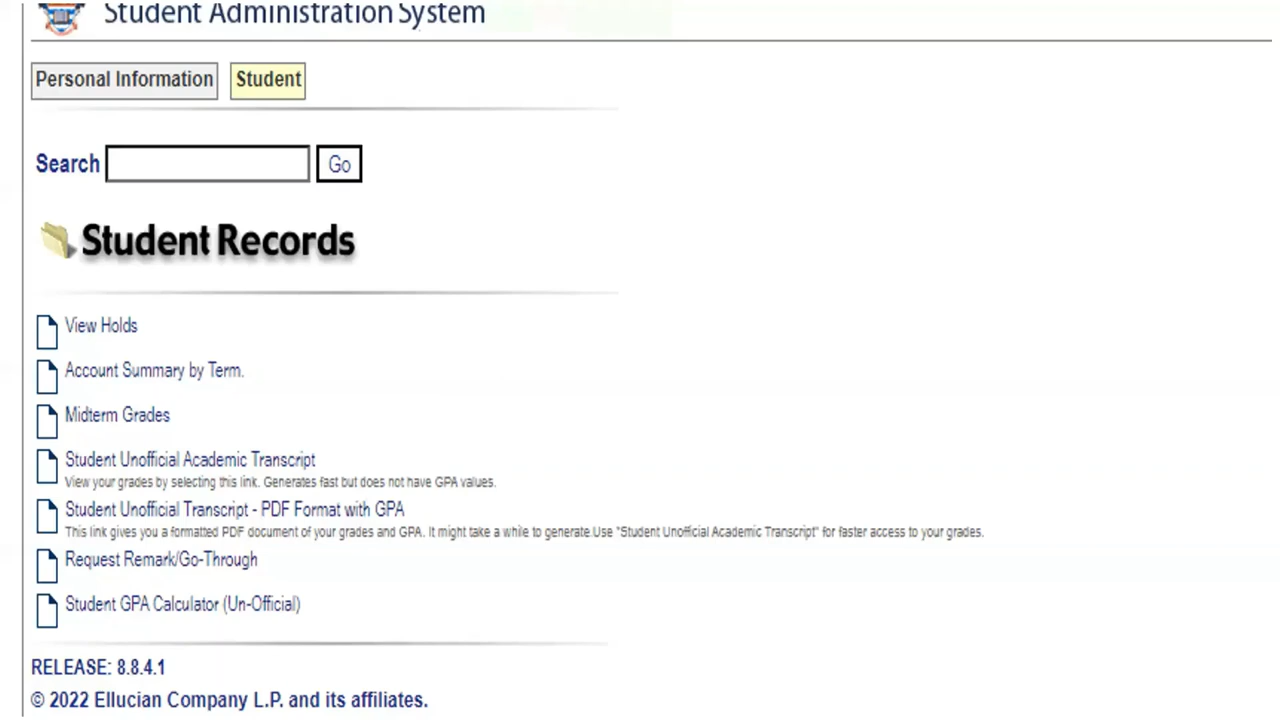 Student Administration System
Personal Information Student
Search Go
Student Records
View Holds
Account Summary by Term.
Midterm Grades
Student Unofficial Academic Transcript
View your grades by selecting this link. Generates fast but does not have GPA values.
Student Unofficial Transcript - PDF Format with GPA
This link gives you a formatted PDF document of your grades and GPA. It might take a while to generate.Use "Student Unofficial Academic Transcript" for faster access to your grades.
Request Remark/Go-Through
Student GPA Calculator (Un-Official)
RELEASE: 8.8.4.1
© 2022 Ellucian Company L.P. and its affiliates.